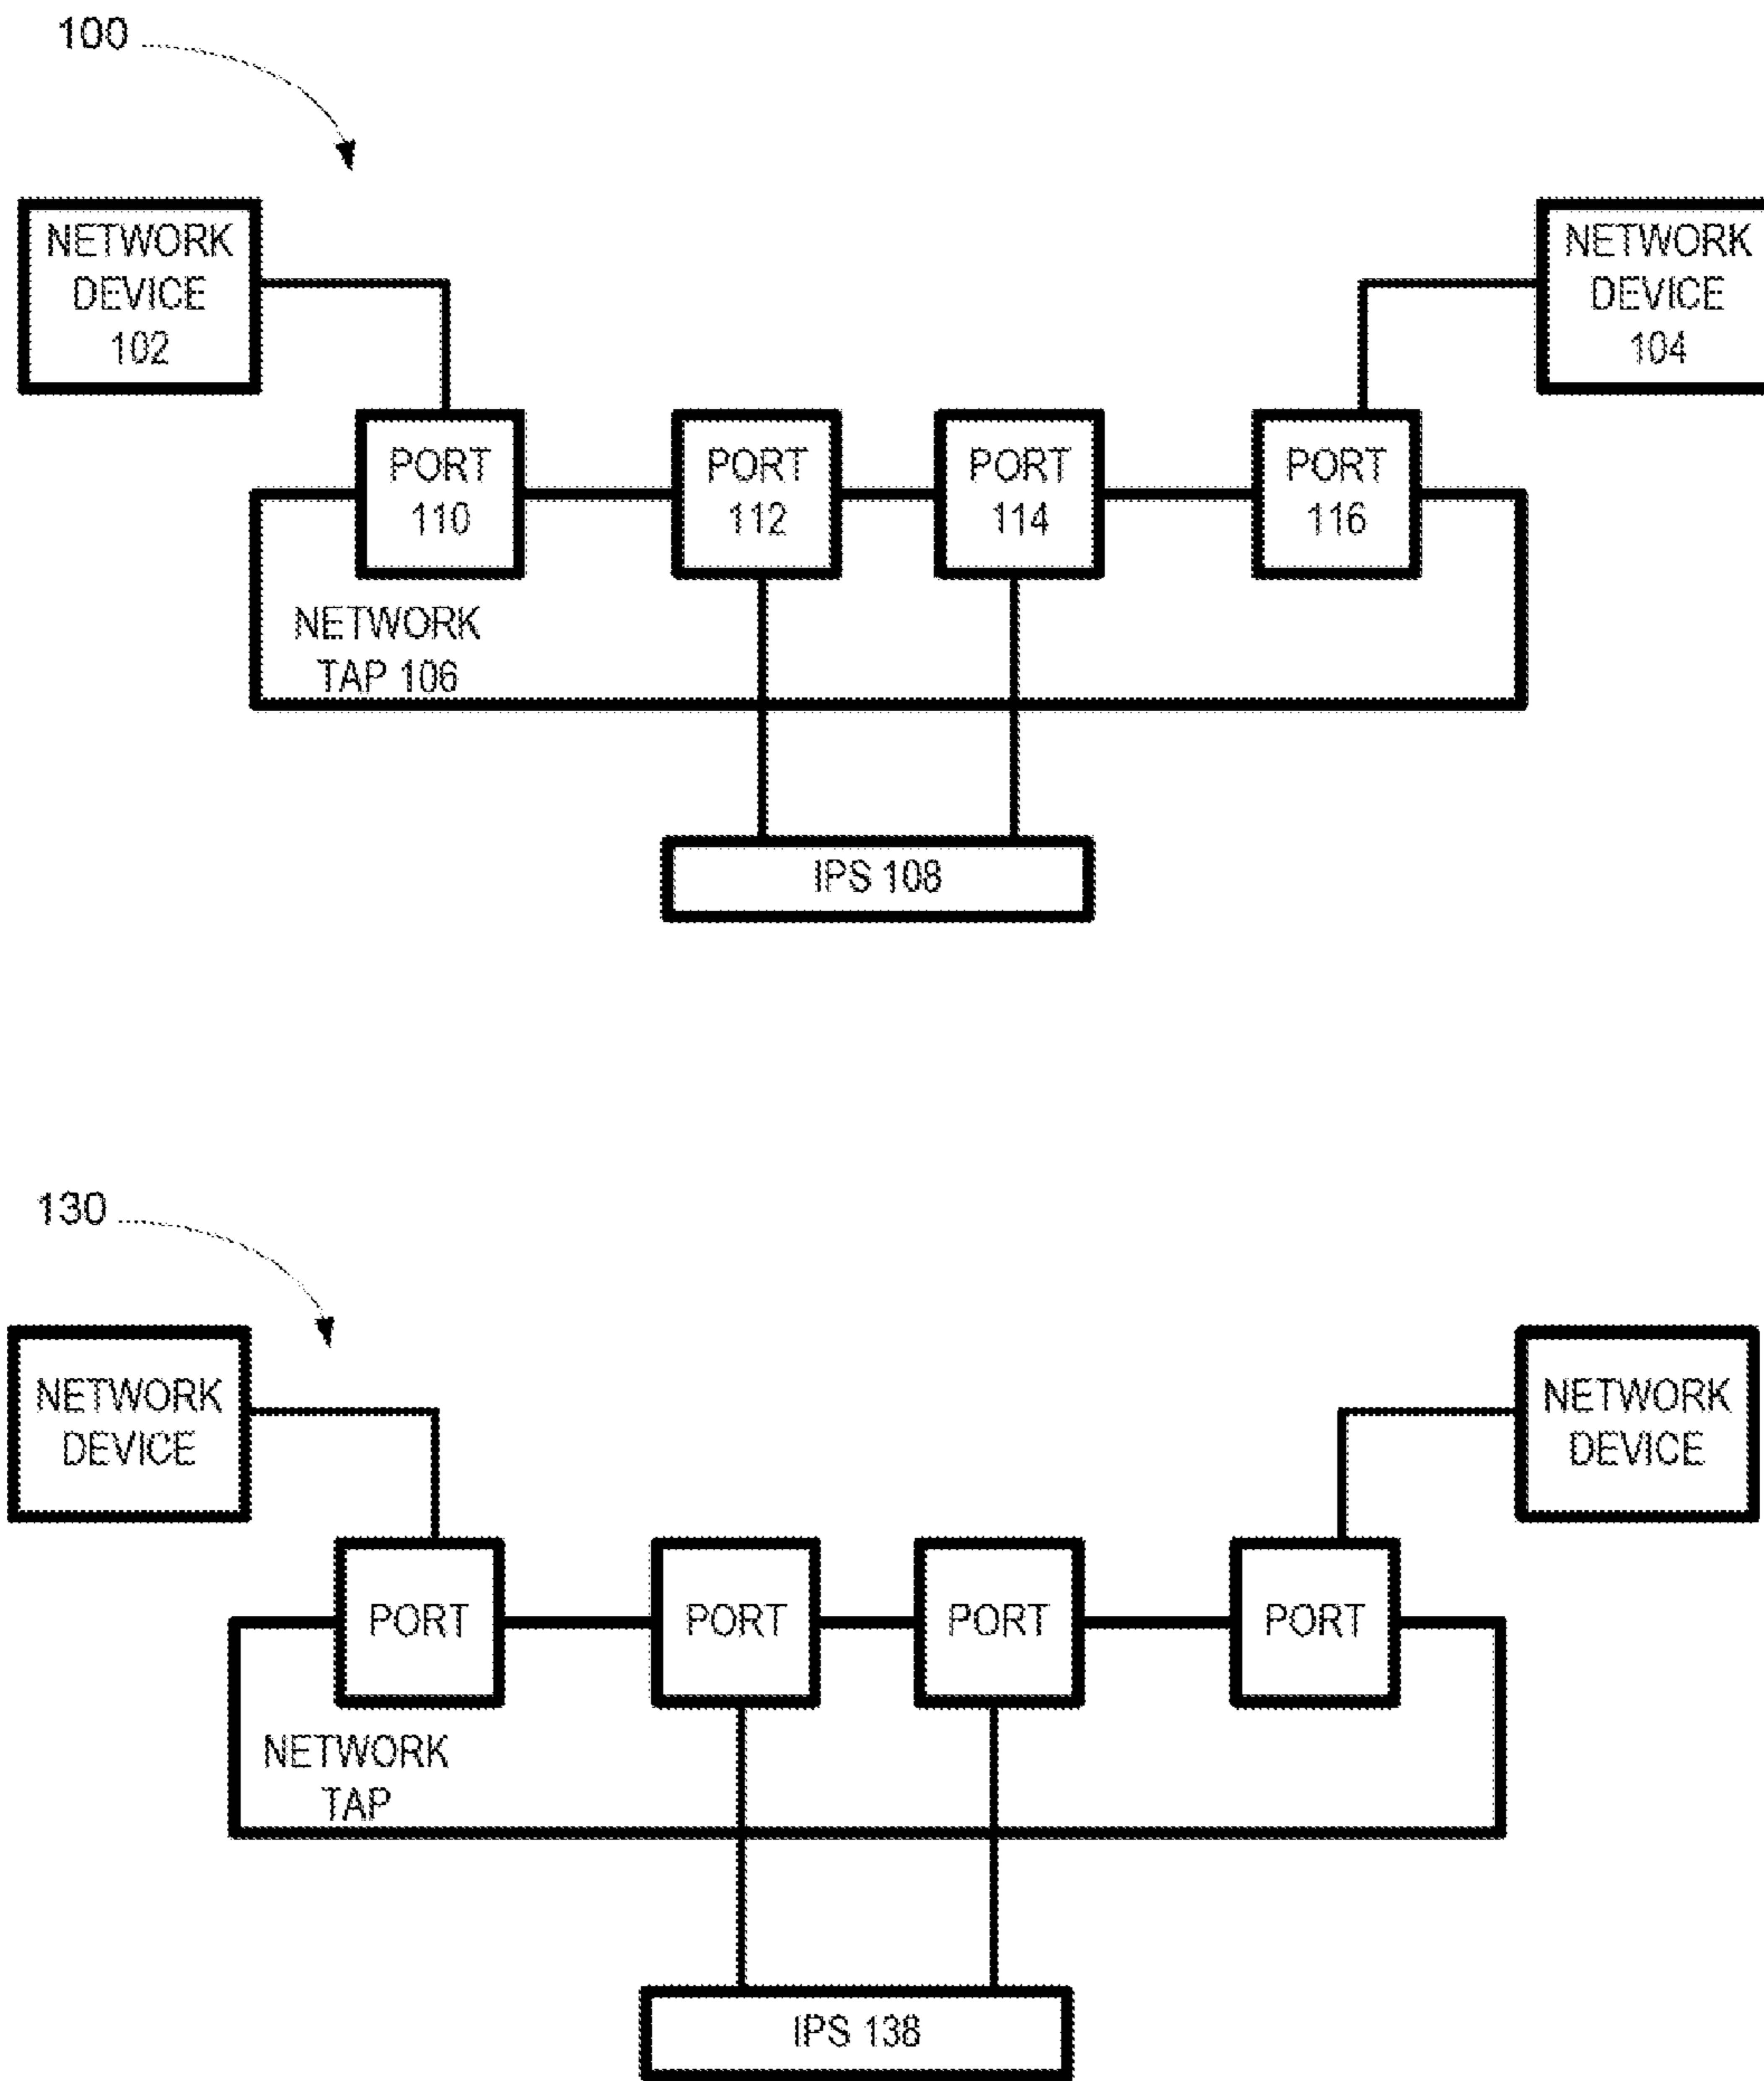 100
NETWORK
DEVICE
102
NETWORK
DEVICE
104
PORT
110
PORT
112
PORT
114
PORT
116
NETWORK
TAP 106
IPS 108
130
NETWORK
DEVICE
NETWORK
DEVICE
PORT
PORT
PORT
PORT
NETWORK
TAP
IPS 138